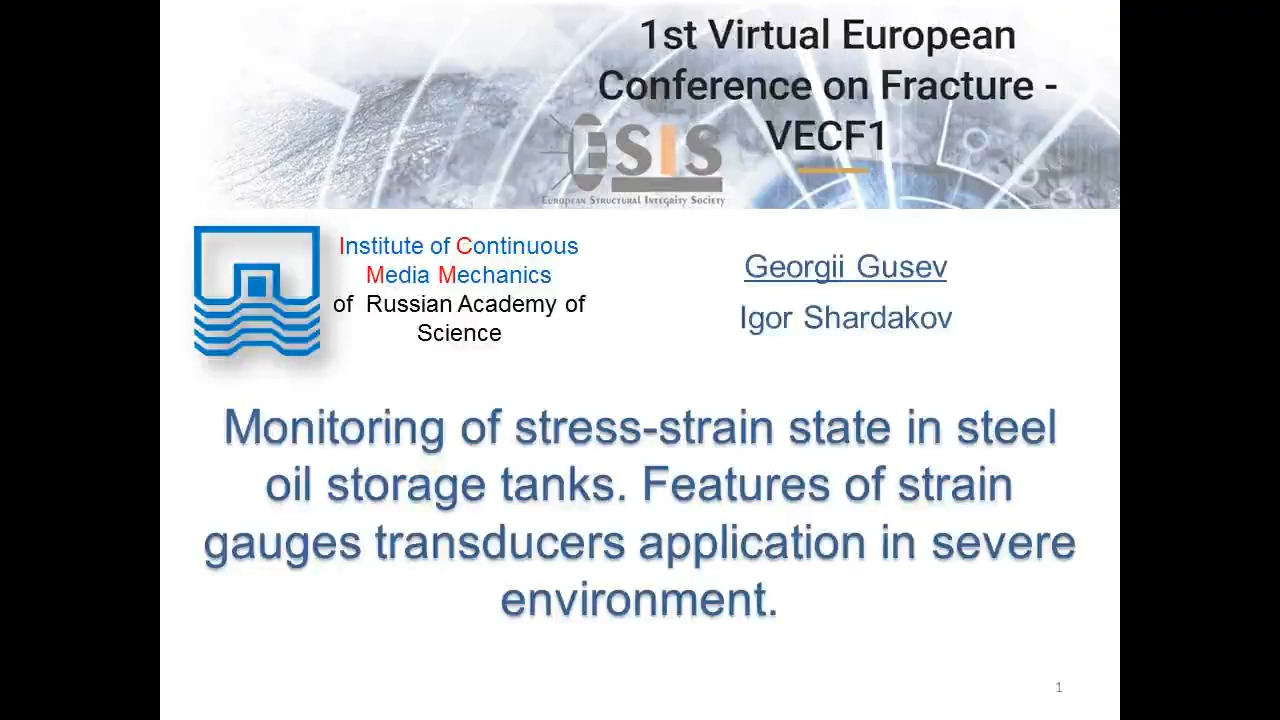 1st Virtual European
Conference on Fracture -
VECF1
ESIS
European Structural Integrity Society
Institute of Continuous
Media Mechanics
of Russian Academy of
Science
Georgii Gusev
Igor Shardakov
Monitoring of stress-strain state in steel
oil storage tanks. Features of strain
gauges transducers application in severe
environment.
1